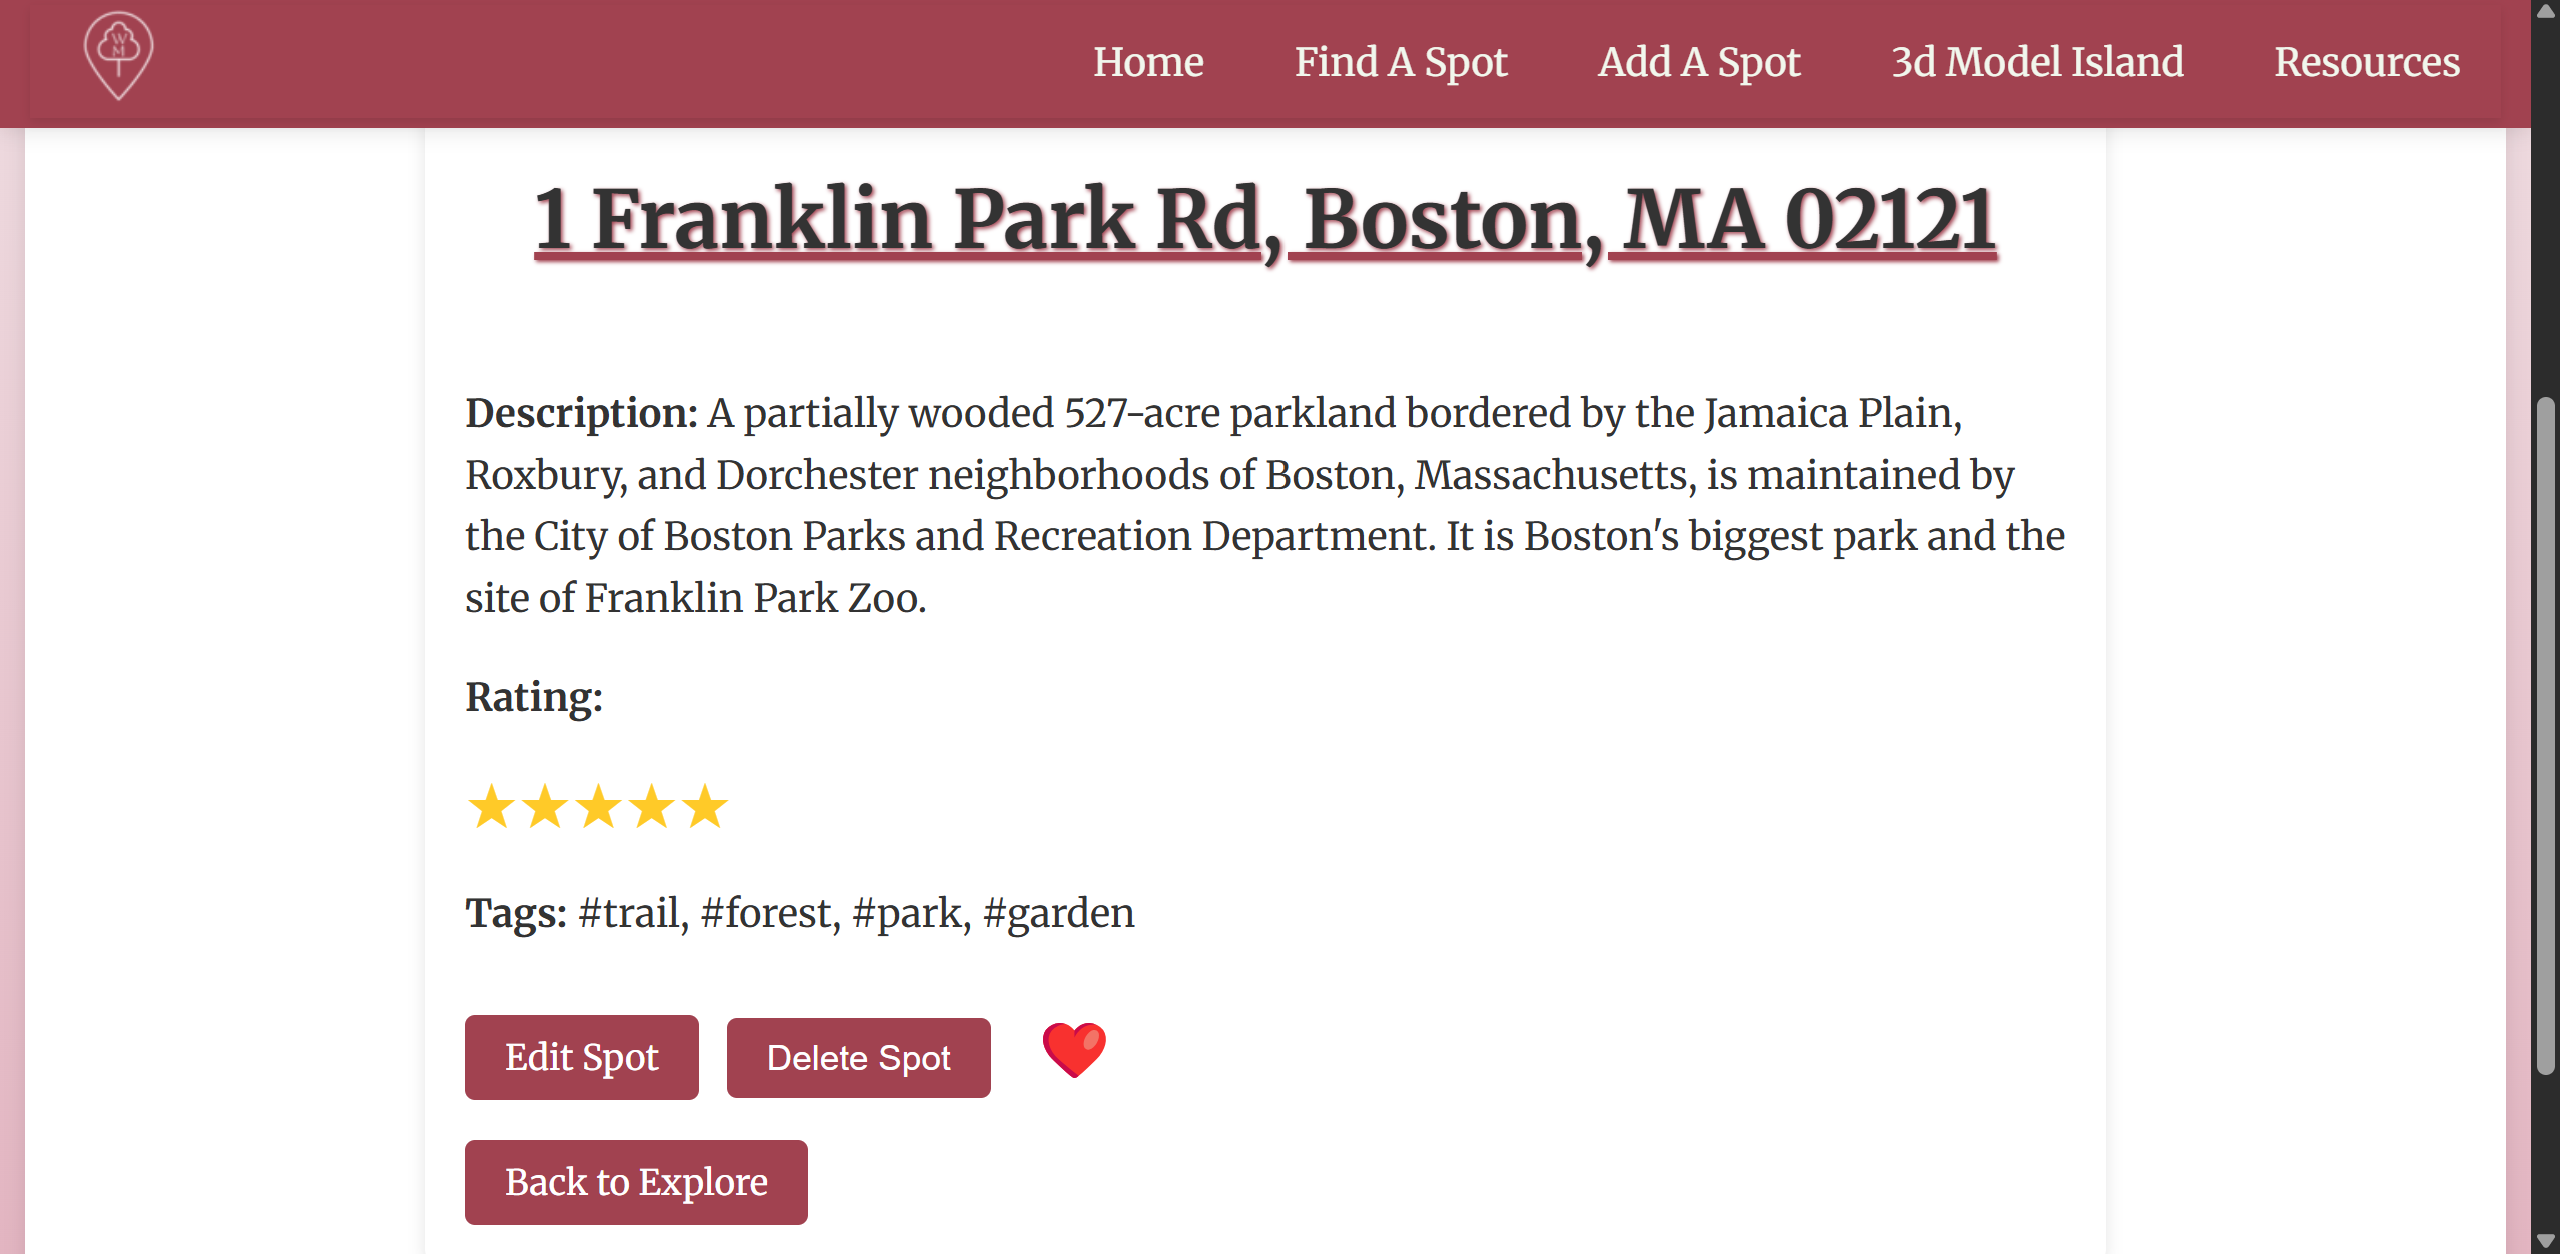 W
M
Home Find A Spot Add A Spot 3d Model Island Resources
1 Franklin Park Rd, Boston, MA 02121
Description: A partially wooded 527-acre parkland bordered by the Jamaica Plain,
Roxbury, and Dorchester neighborhoods of Boston, Massachusetts, is maintained by
the City of Boston Parks and Recreation Department. It is Boston's biggest park and the
site of Franklin Park Zoo.
Rating:
Tags: #trail, #forest, #park, #garden
Edit Spot Delete Spot
Back to Explore